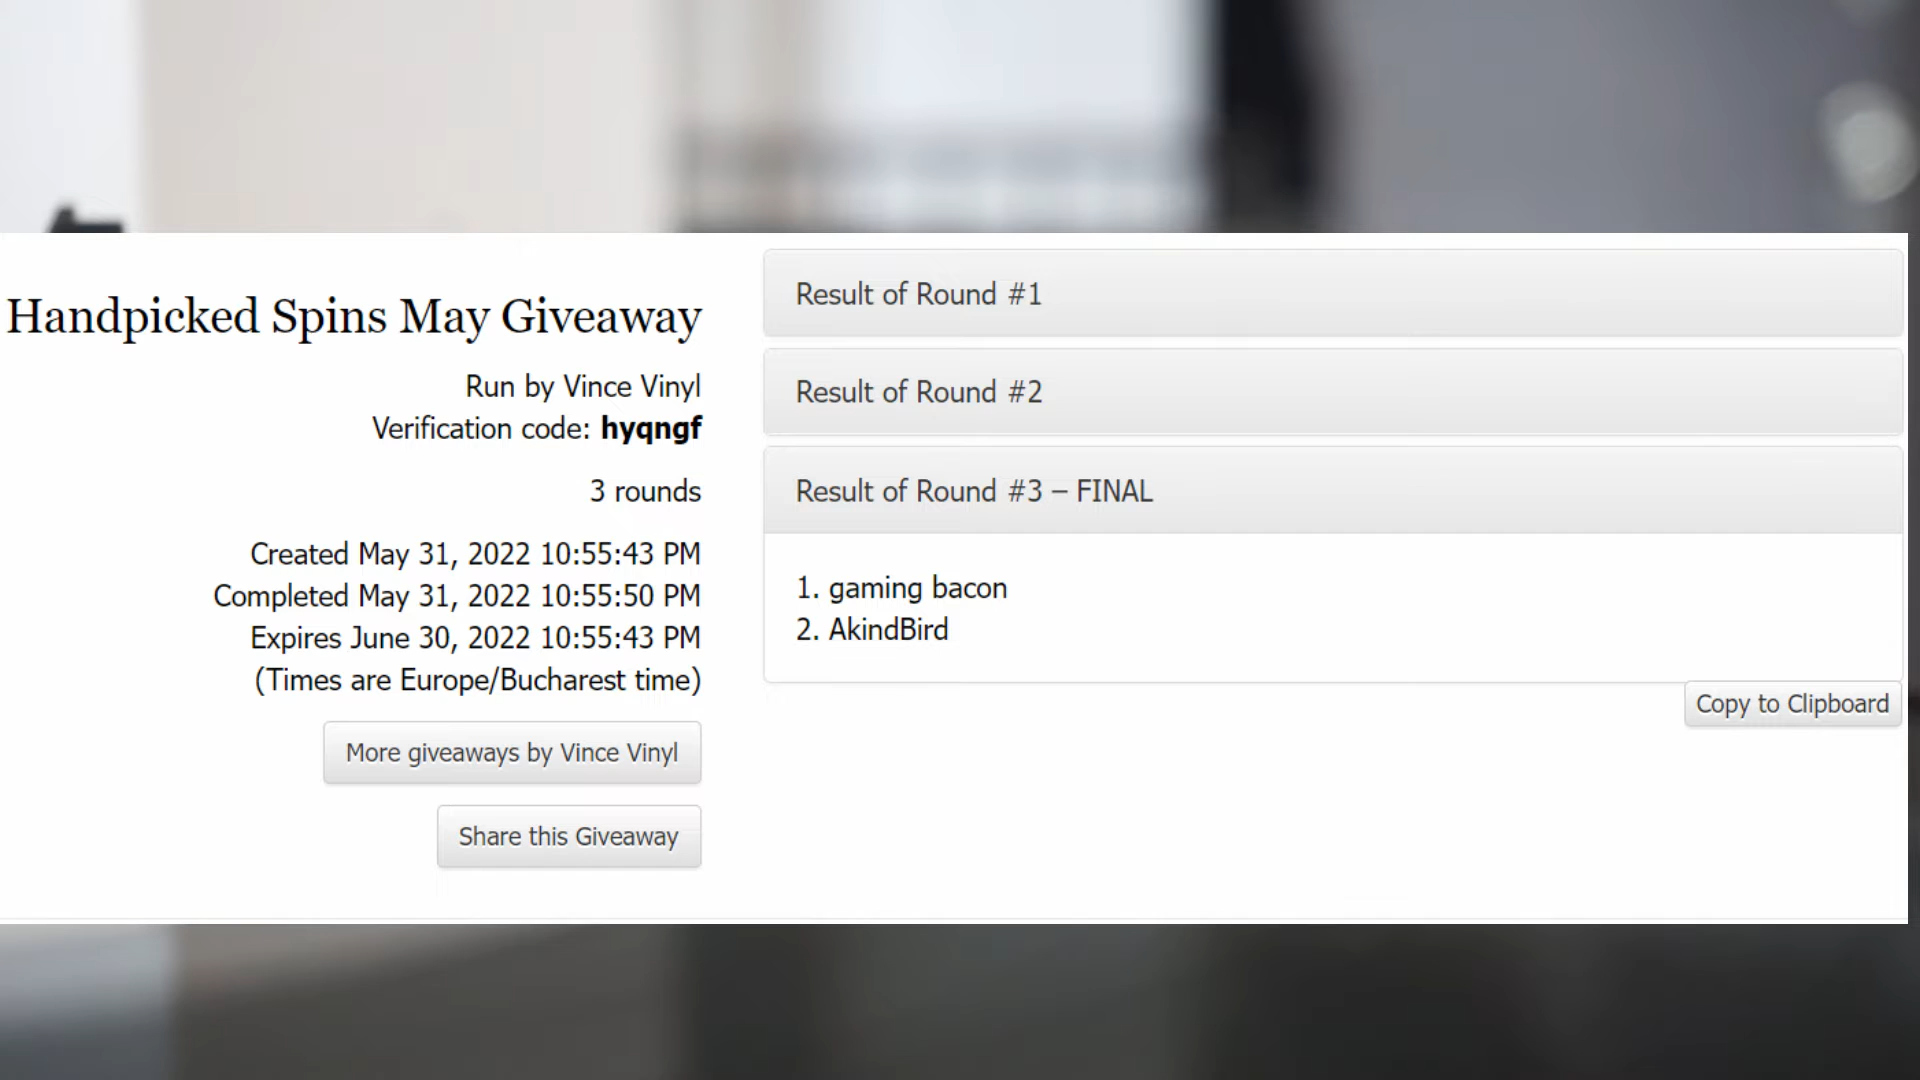 Handpicked Spins May Giveaway
Run by Vince Vinyl
Verification code: hyqngf
3 rounds
Created May 31, 2022 10:55:43 PM
Completed May 31, 2022 10:55:50 PM
Expires June 30, 2022 10:55:43 PM
(Times are Europe/Bucharest time)
More giveaways by Vince Vinyl
Share this Giveaway
Result of Round #1
Result of Round #2
Result of Round #3 – FINAL
1. gaming bacon
2. AkindBird
Copy to Clipboard